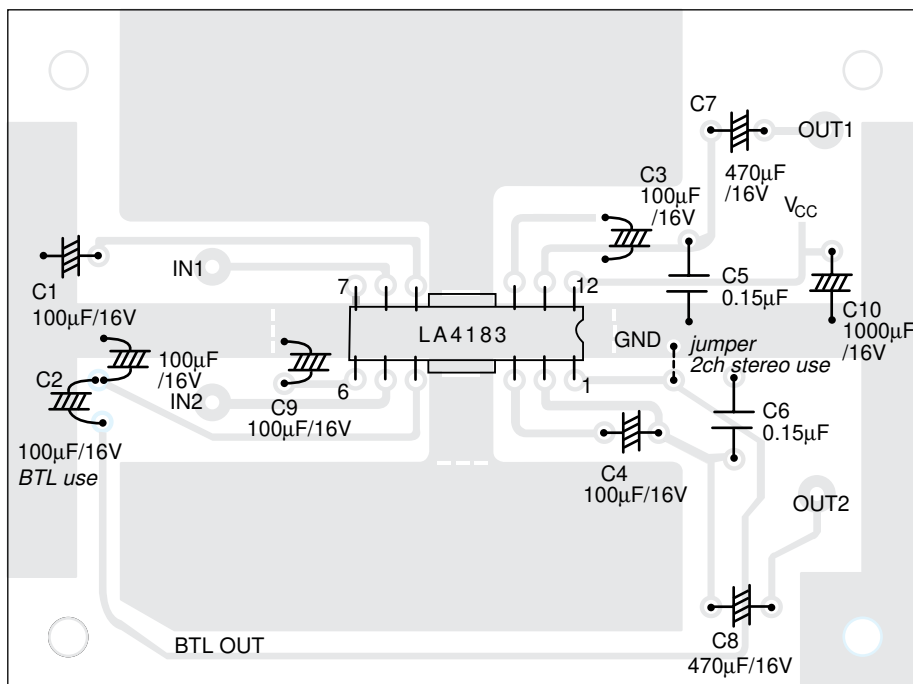 C7
OUT1
C3
100µF
/16V
470µF
/16V
VCC
IN1
C1
100µF/16V
7
12
C5
0.15µF
C10
1000µF
/16V
LA4183
GND
jumper
2ch stereo use
C2
100µF
/16V
IN2
C9
100µF/16V
6
1
C6
0.15µF
100µF/16V
BTL use
C4
100µF/16V
OUT2
BTL OUT
C8
470µF/16V